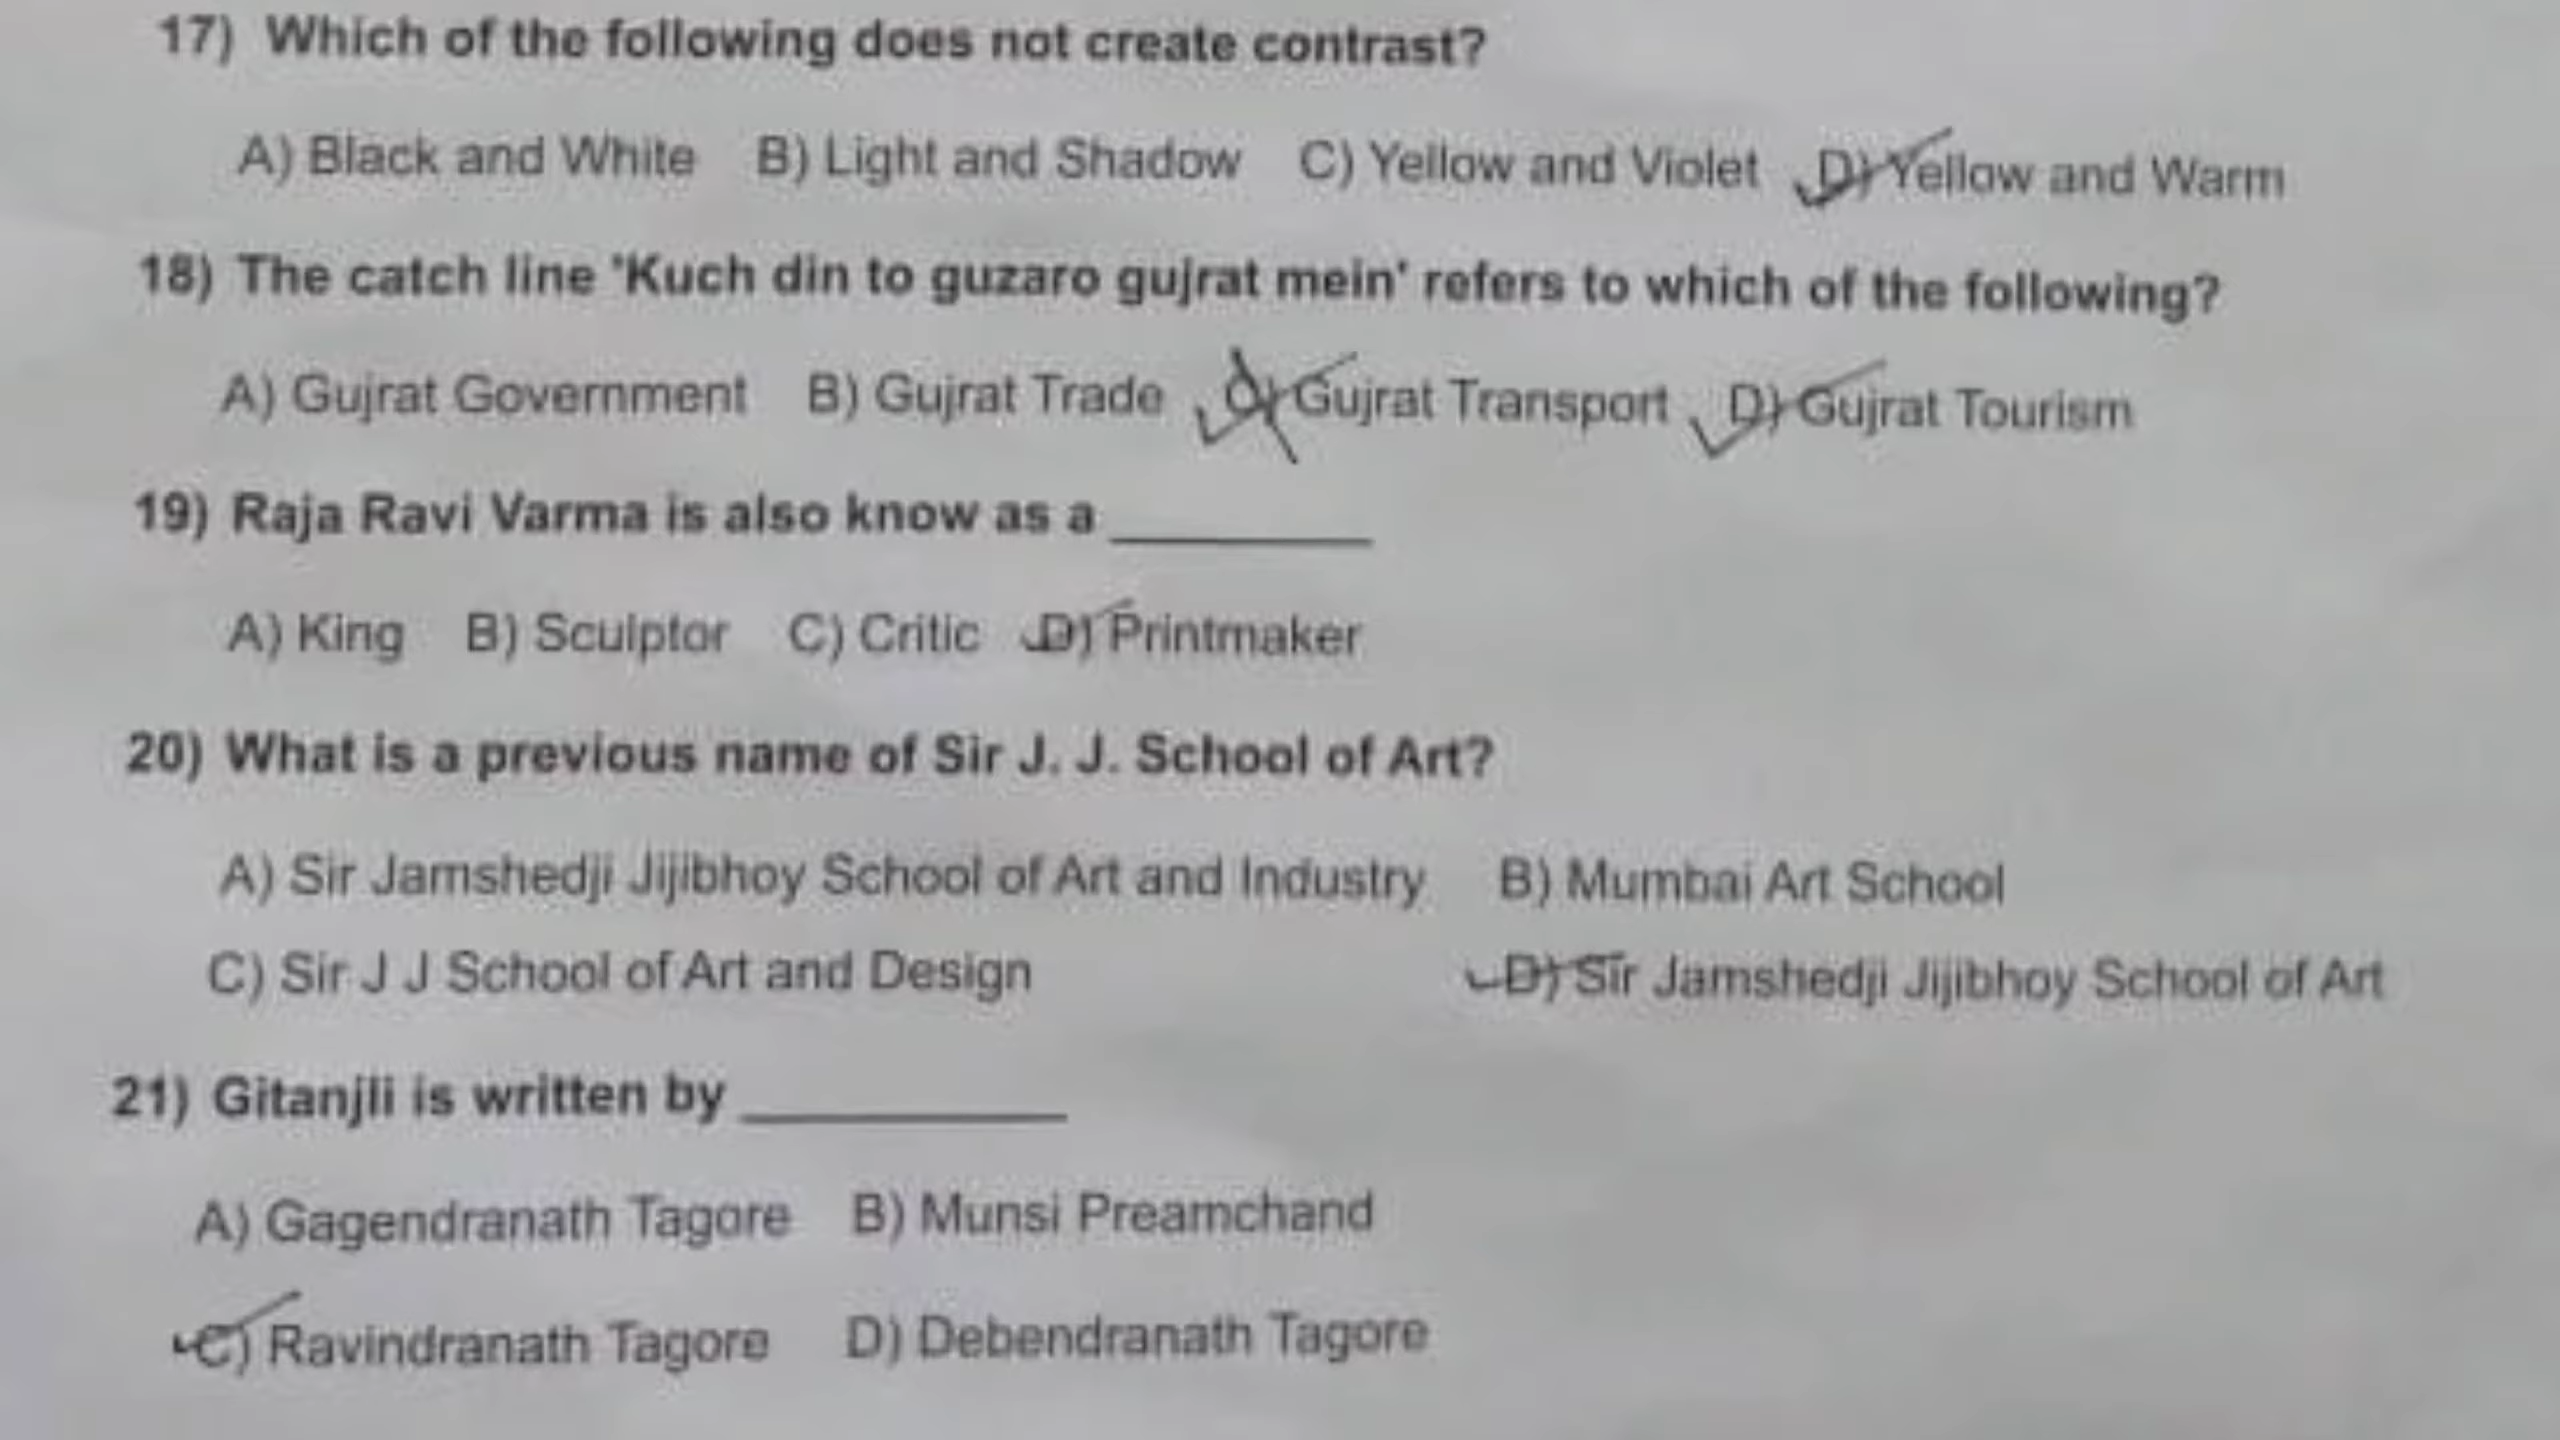 17) Which of the following does not create contrast?
A) Black and White B) Light and Shadow C) Yellow and Violet D) Yellow and Warm
18) The catch line 'Kuch din to guzaro gujrat mein' refers to which of the following?
A) Gujrat Government B) Gujrat Trade C) Gujrat Transport D) Gujrat Tourism
19) Raja Ravi Varma is also know as a ________
A) King B) Sculptor C) Critic D) Printmaker
20) What is a previous name of Sir J. J. School of Art?
A) Sir Jamshedji Jijibhoy School of Art and Industry B) Mumbai Art School
C) Sir J J School of Art and Design D) Sir Jamshedji Jijibhoy School of Art
21) Gitanjli is written by __________
A) Gagendranath Tagore B) Munsi Preamchand
C) Ravindranath Tagore D) Debendranath Tagore